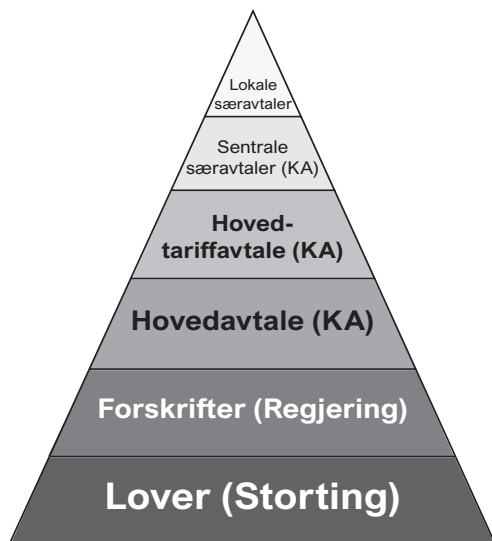 Lokale
særavtaler
Sentrale
særavtaler (KA)
Hoved-
tariffavtale (KA)
Hovedavtale (KA)
Forskrifter (Regjering)
Lover (Storting)